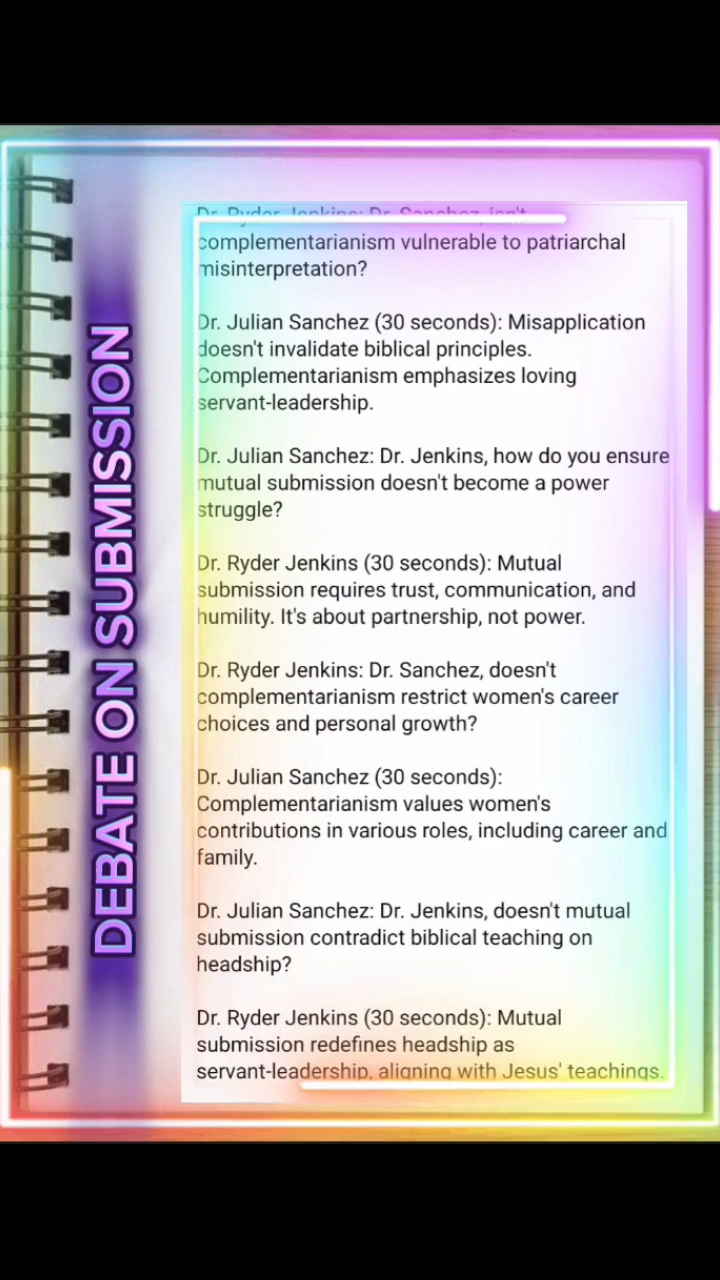 DEBATE ON SUBMISSION
Dr. Ryder Jenkins: Dr. Sanchez, isn't
complementarianism vulnerable to patriarchal
misinterpretation?
Dr. Julian Sanchez (30 seconds): Misapplication
doesn't invalidate biblical principles.
Complementarianism emphasizes loving
servant-leadership.
Dr. Julian Sanchez: Dr. Jenkins, how do you ensure
mutual submission doesn't become a power
struggle?
Dr. Ryder Jenkins (30 seconds): Mutual
submission requires trust, communication, and
humility. It's about partnership, not power.
Dr. Ryder Jenkins: Dr. Sanchez, doesn't
complementarianism restrict women's career
choices and personal growth?
Dr. Julian Sanchez (30 seconds):
Complementarianism values women's
contributions in various roles, including career and
family.
Dr. Julian Sanchez: Dr. Jenkins, doesn't mutual
submission contradict biblical teaching on
headship?
Dr. Ryder Jenkins (30 seconds): Mutual
submission redefines headship as
servant-leadership, aligning with Jesus' teachings.